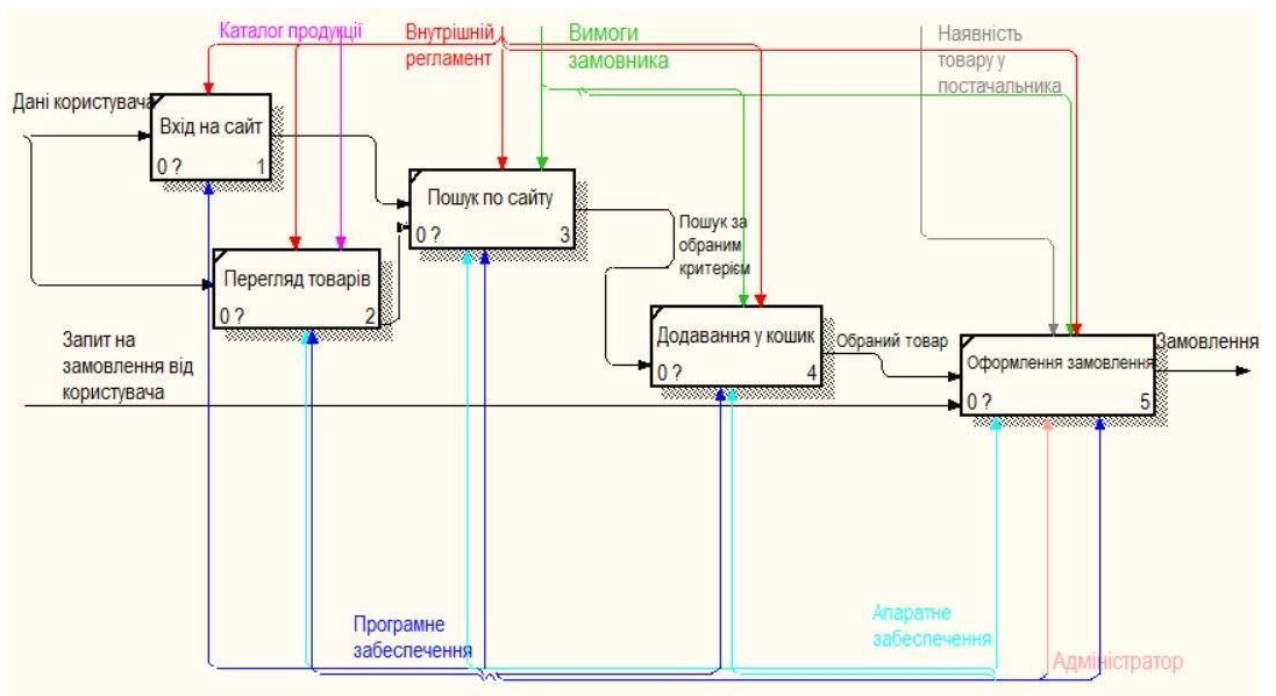 Каталог продукції
Внутрішній
регламент
Вимоги
замовника
Наявність
товару у
постачальника
Дані користувача
Вхід на сайт
0 ?
1
Пошук по сайту
0 ?
3
Пошук за
обраним
критерієм
Перегляд товарів
0 ?
2
Запит на
замовлення від
користувача
Додавання у кошик
0 ?
4
Обраний товар
Оформлення замовлення
0 ?
5
Замовлення
Програмне
забеспечення
Апаратне
забеспечення
Адміністратор